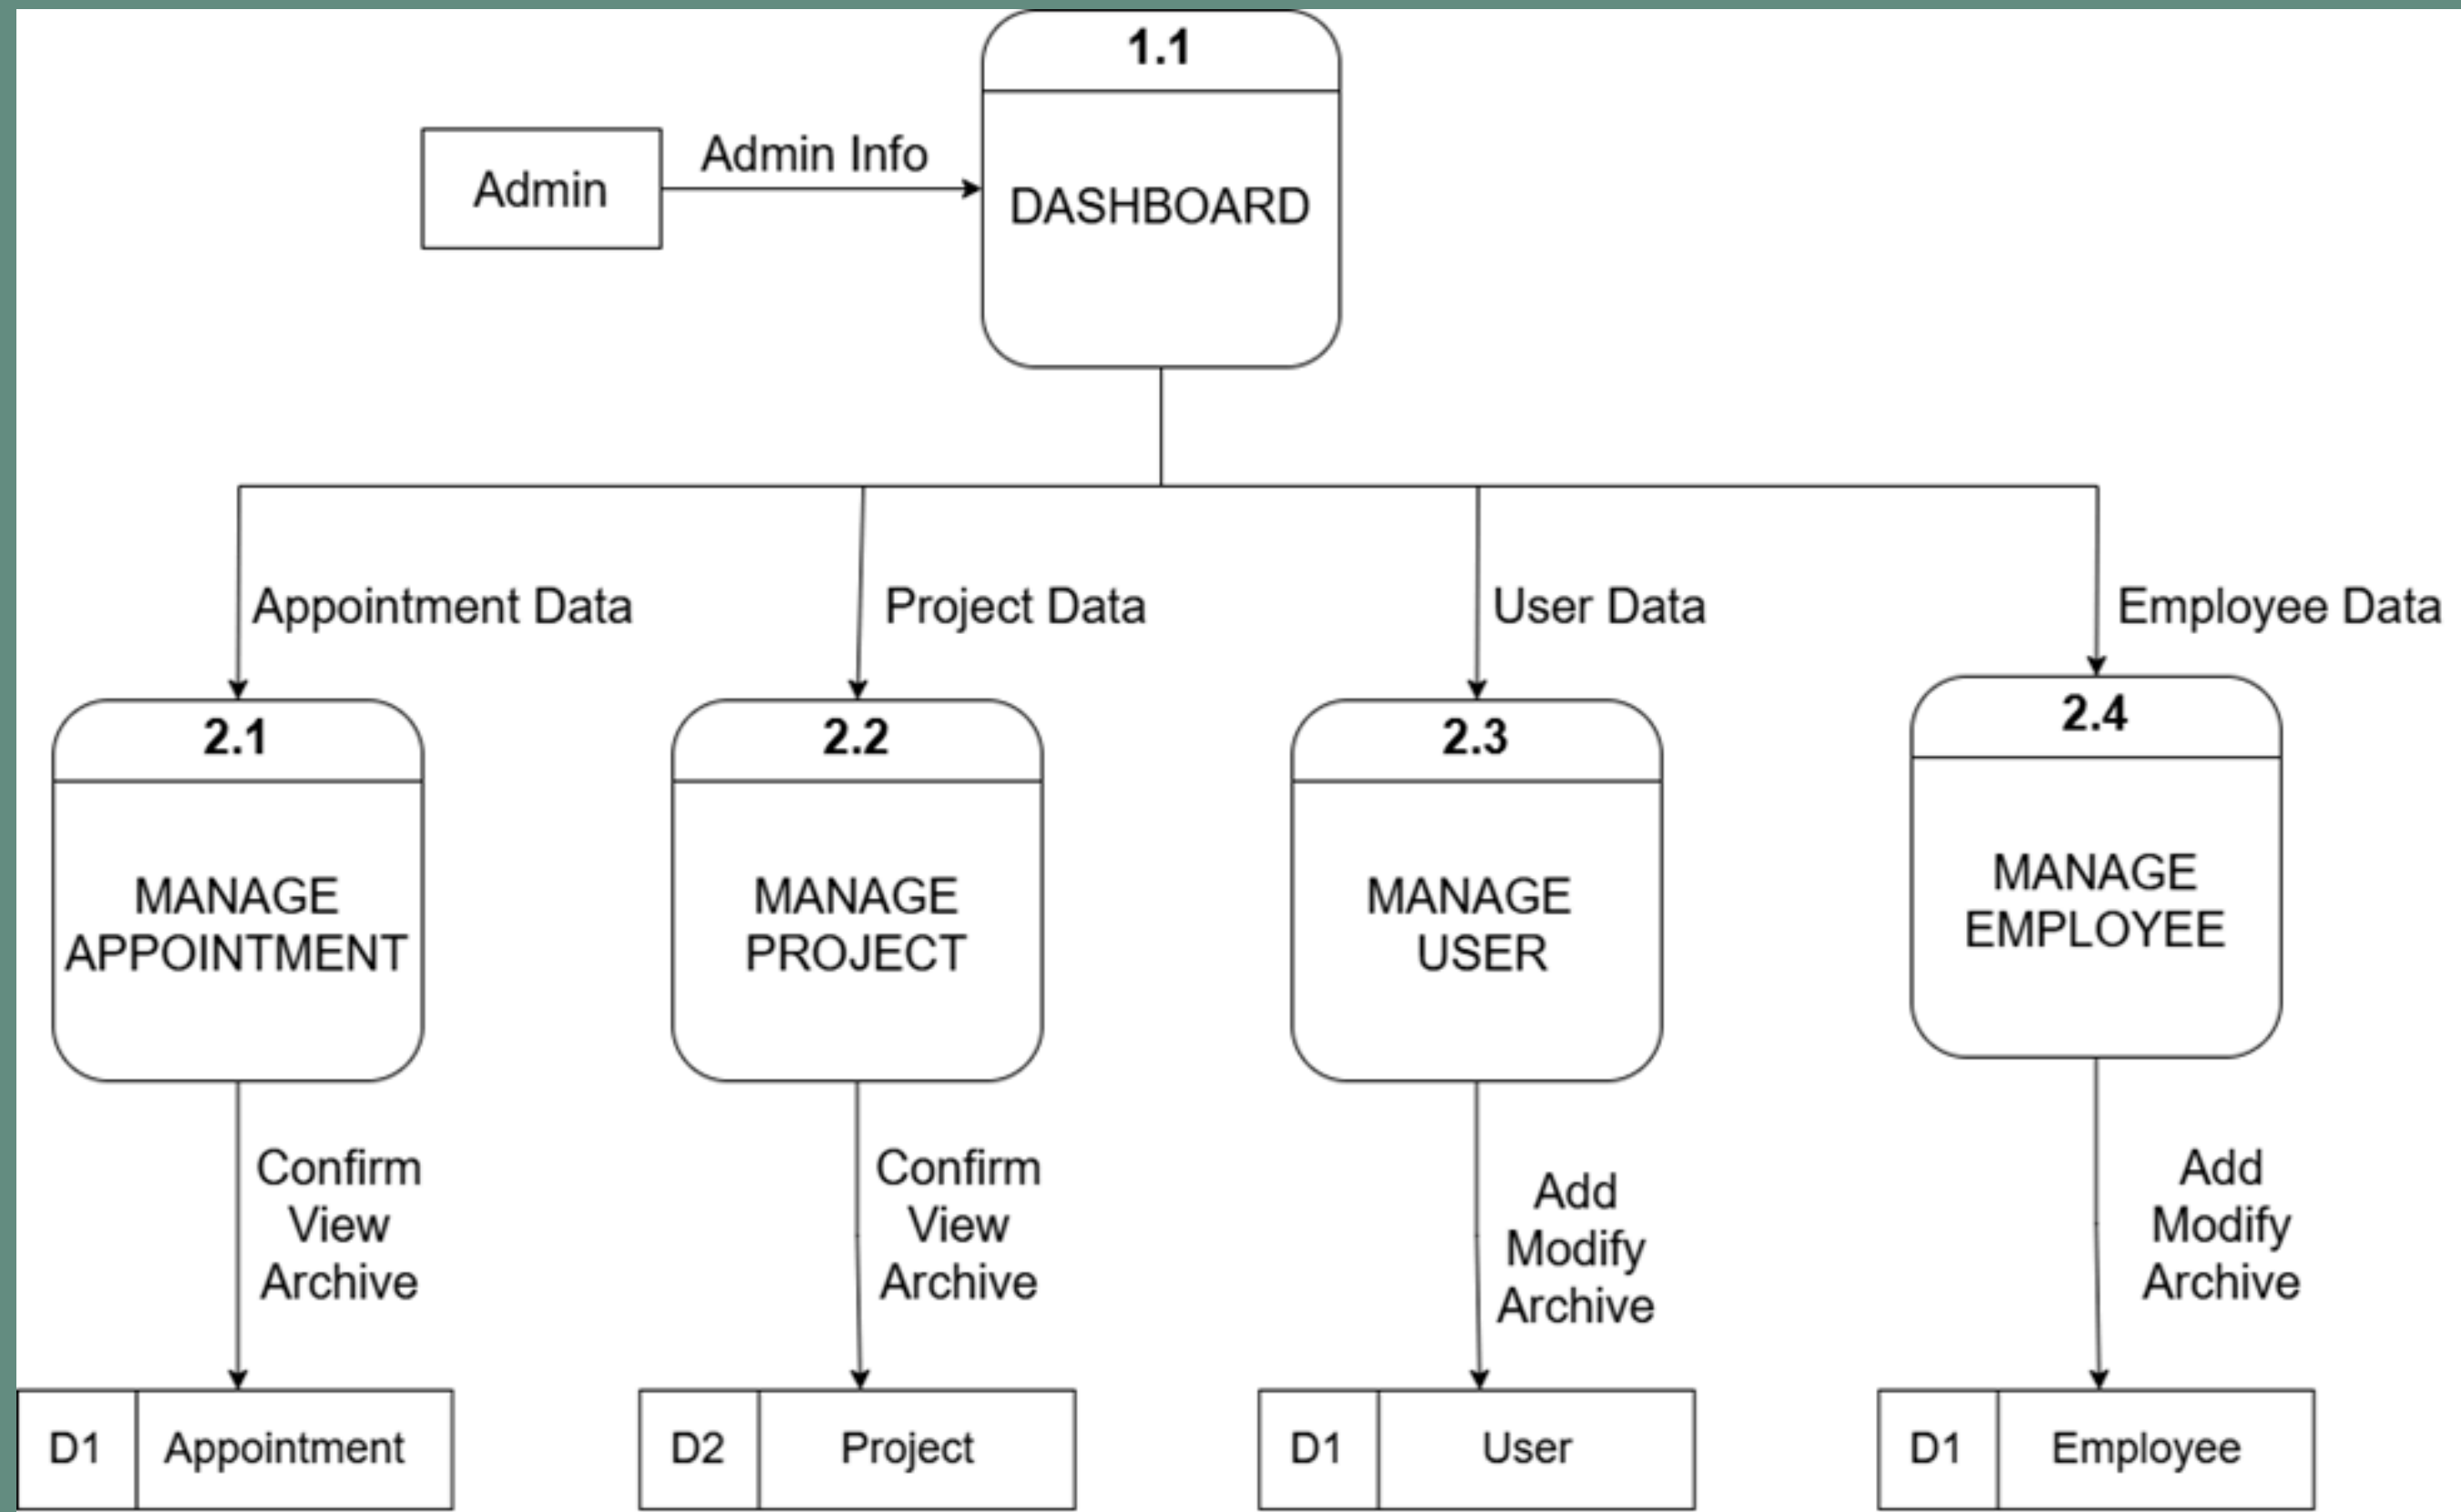 1.1
Admin
Admin Info
DASHBOARD
Appointment Data
Project Data
User Data
Employee Data
2.1
MANAGE
APPOINTMENT
2.2
MANAGE
PROJECT
2.3
MANAGE
USER
2.4
MANAGE
EMPLOYEE
Confirm
View
Archive
Confirm
View
Archive
Add
Modify
Archive
Add
Modify
Archive
D1
Appointment
D2
Project
D1
User
D1
Employee